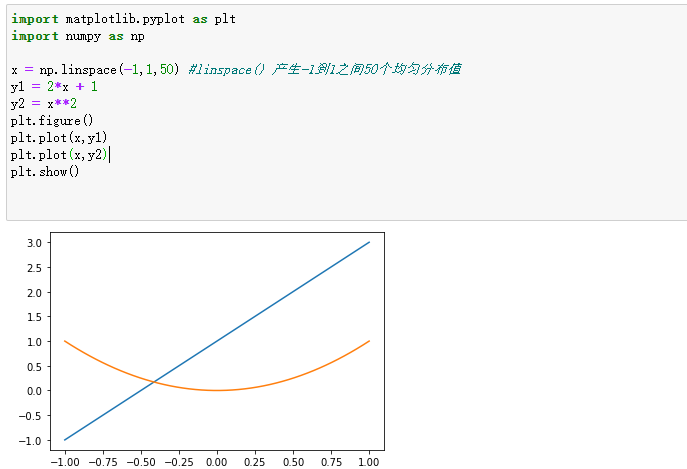 import matplotlib.pyplot as plt
import numpy as np
x = np.linspace(-1,1,50) #linspace() 产生-1到1之间50个均匀分布值
y1 = 2*x + 1
y2 = x**2
plt.figure()
plt.plot(x,y1)
plt.plot(x,y2)
plt.show()
3.0
2.5
2.0
1.5
1.0
0.5
0.0
−0.5
−1.0
−1.00 −0.75 −0.50 −0.25 0.00 0.25 0.50 0.75 1.00